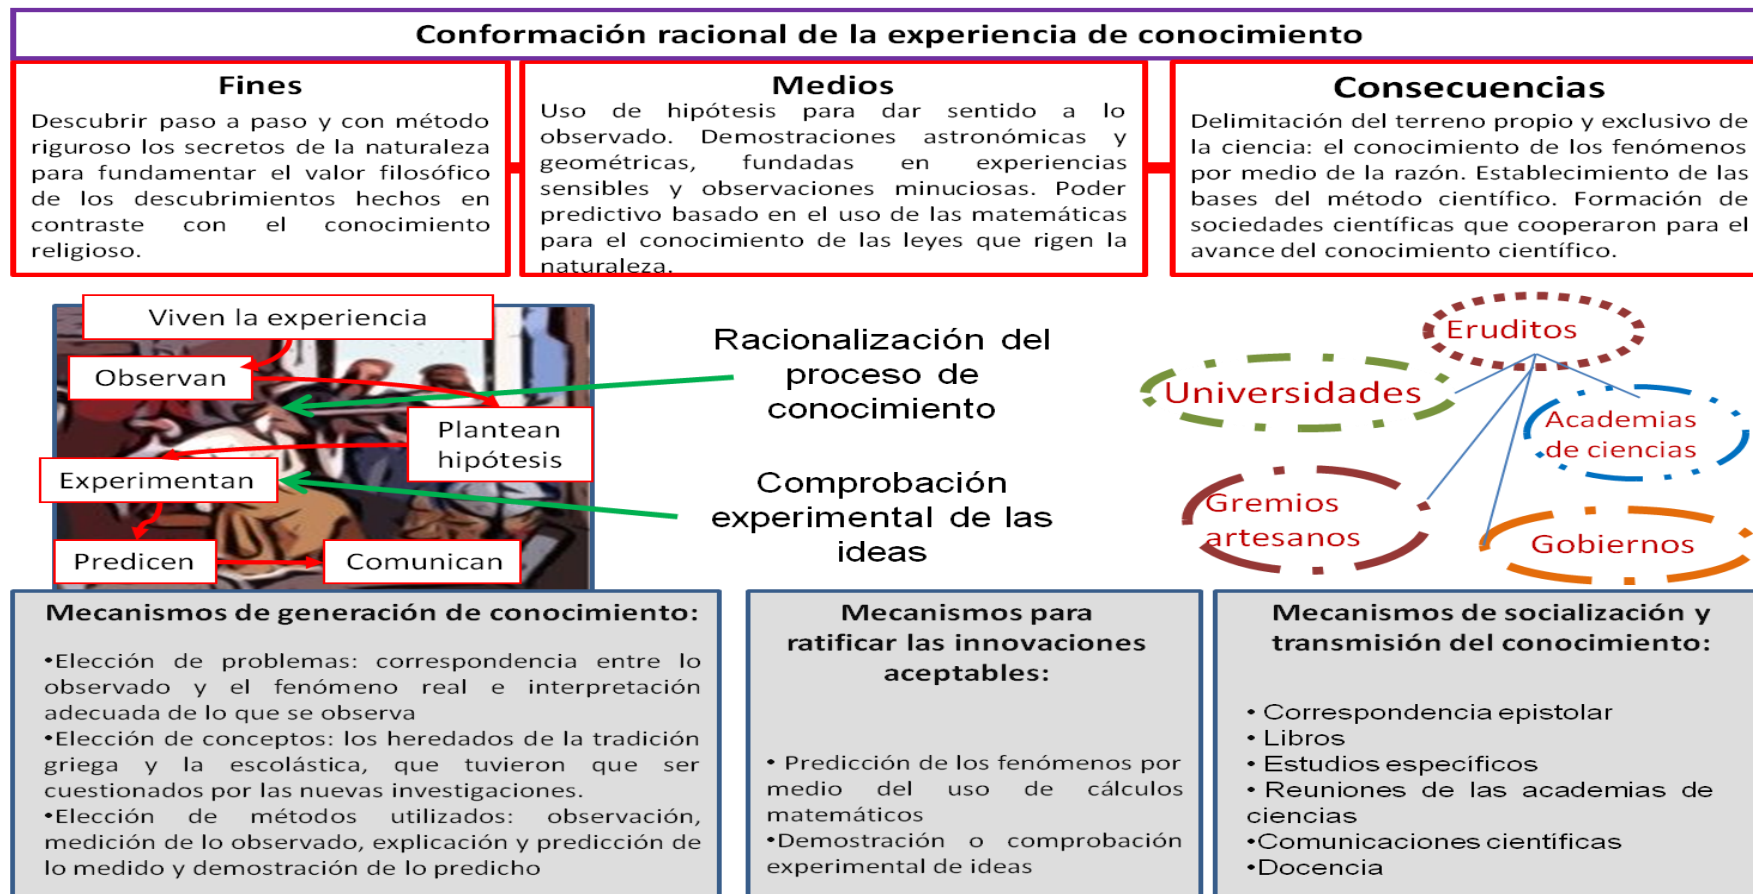 Conformación racional de la experiencia de conocimiento
Fines
Descubrir paso a paso y con método
riguroso los secretos de la naturaleza
para fundamentar el valor filosófico
de los descubrimientos hechos en
contraste con el conocimiento
religioso.
Medios
Uso de hipótesis para dar sentido a lo
observado. Demostraciones astronómicas y
geométricas, fundadas en experiencias
sensibles y observaciones minuciosas. Poder
predictivo basado en el uso de las matemáticas
para el conocimiento de las leyes que rigen la
naturaleza.
Consecuencias
Delimitación del terreno propio y exclusivo de
la ciencia: el conocimiento de los fenómenos
por medio de la razón. Establecimiento de las
bases del método científico. Formación de
sociedades científicas que cooperaron para el
avance del conocimiento científico.
Viven la experiencia
Observan
Plantean
hipótesis
Experimentan
Predicen
Comunican
Racionalización del
proceso de
conocimiento
Comprobación
experimental de las
ideas
Eruditos
Universidades
Academias
de ciencias
Gremios
artesanos
Gobiernos
Mecanismos de generación de conocimiento:
•Elección de problemas: correspondencia entre lo
observado y el fenómeno real e interpretación
adecuada de lo que se observa
•Elección de conceptos: los heredados de la tradición
griega y la escolástica, que tuvieron que ser
cuestionados por las nuevas investigaciones.
•Elección de métodos utilizados: observación,
medición de lo observado, explicación y predicción de
lo medido y demostración de lo predicho
Mecanismos para
ratificar las innovaciones
aceptables:
• Predicción de los fenómenos por
medio del uso de cálculos
matemáticos
•Demostración o comprobación
experimental de ideas
Mecanismos de socialización y
transmisión del conocimiento:
• Correspondencia epistolar
• Libros
• Estudios específicos
• Reuniones de las academias de
ciencias
•Comunicaciones científicas
•Docencia